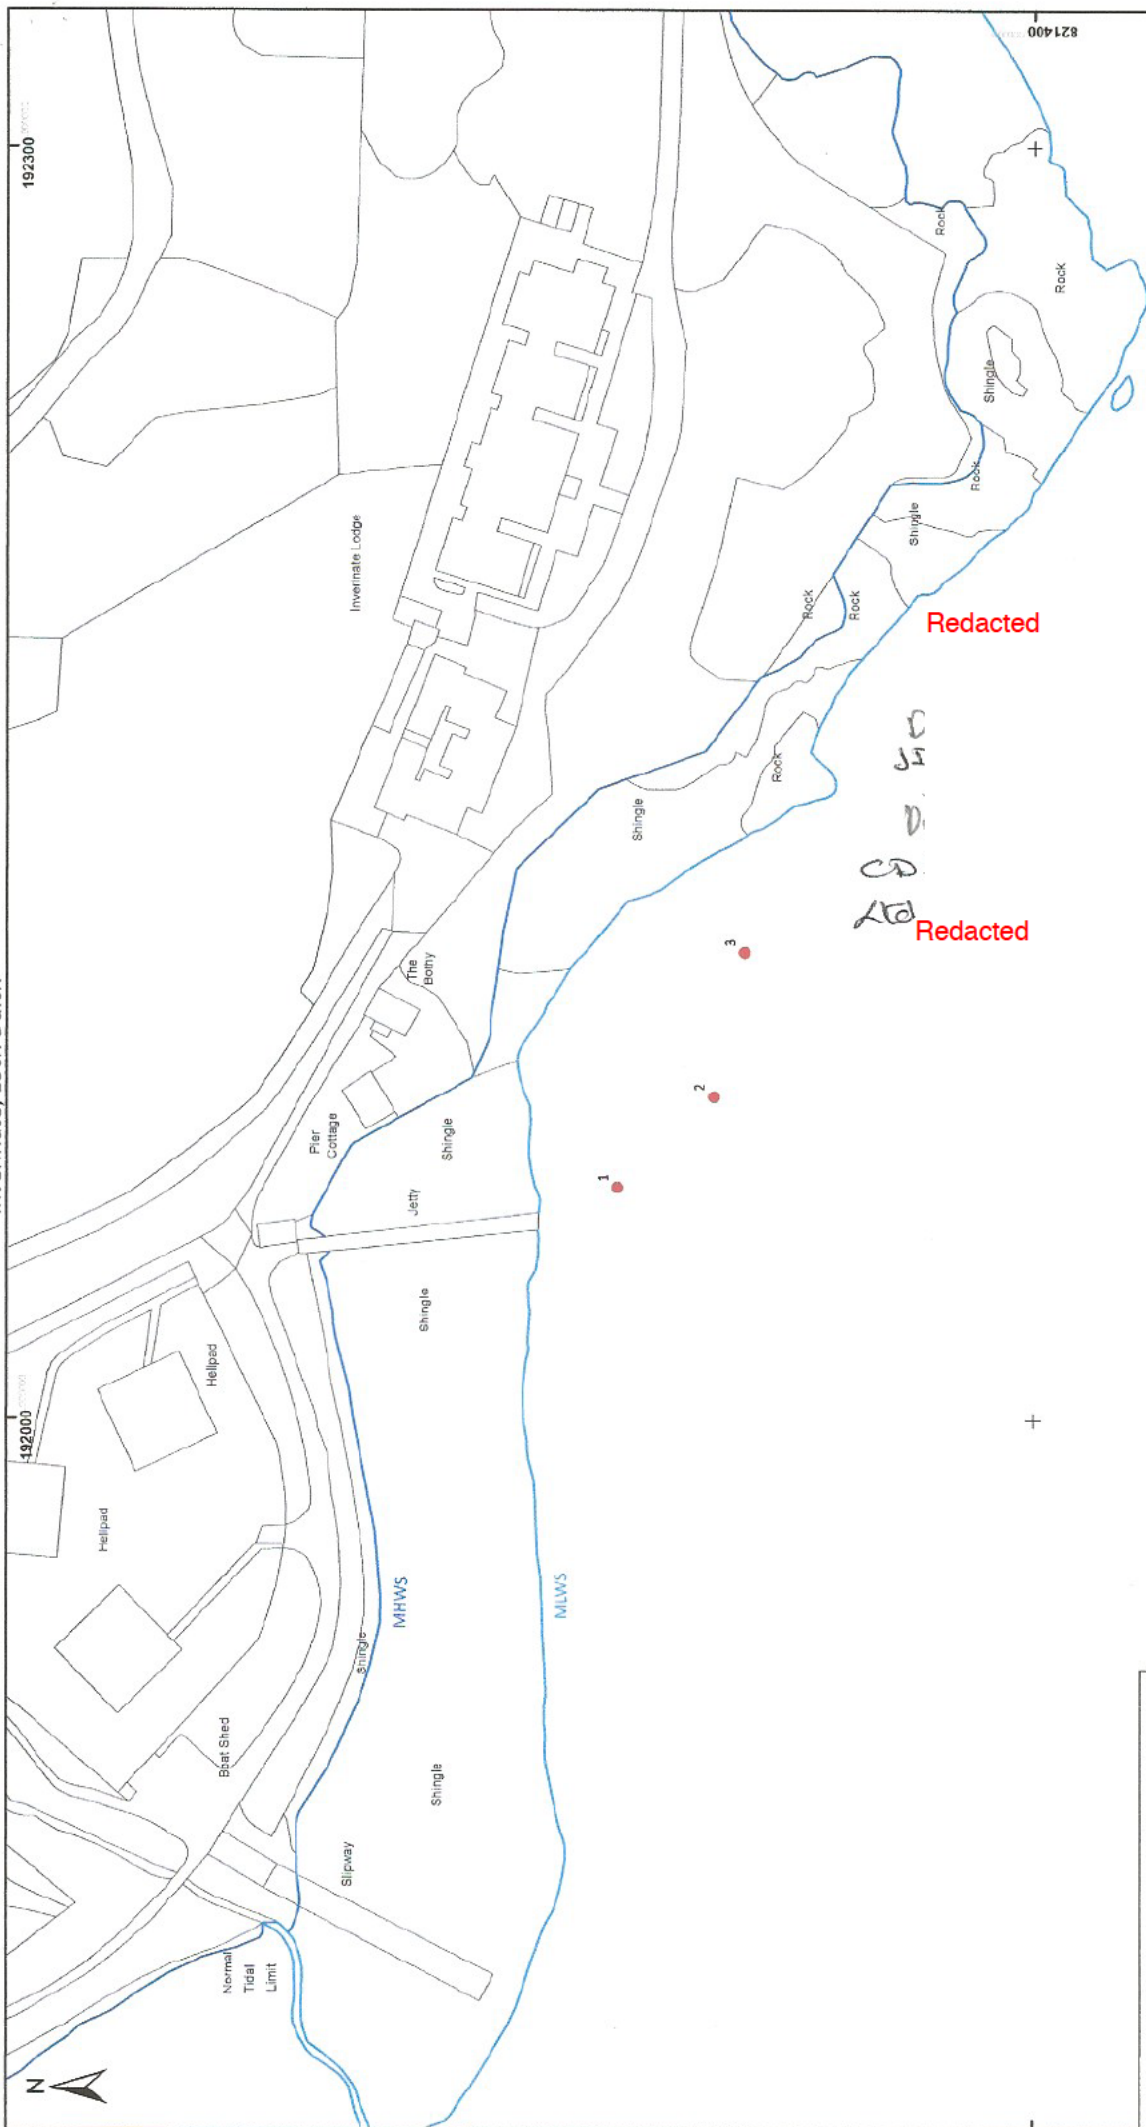 N
192000
192300
821400
Helipad
Helipad
Boat Shed
Slipway
Normal
Tidal
Limit
Shingle
Shingle
MHWS
MLWS
Shingle
Jetty
Shingle
Pier
Cottage
The
Bothy
Inverinate Lodge
Shingle
Rock
Rock
Rock
Shingle
Rock
Shingle
Rock
Rock
1
2
3
Redacted
Redacted